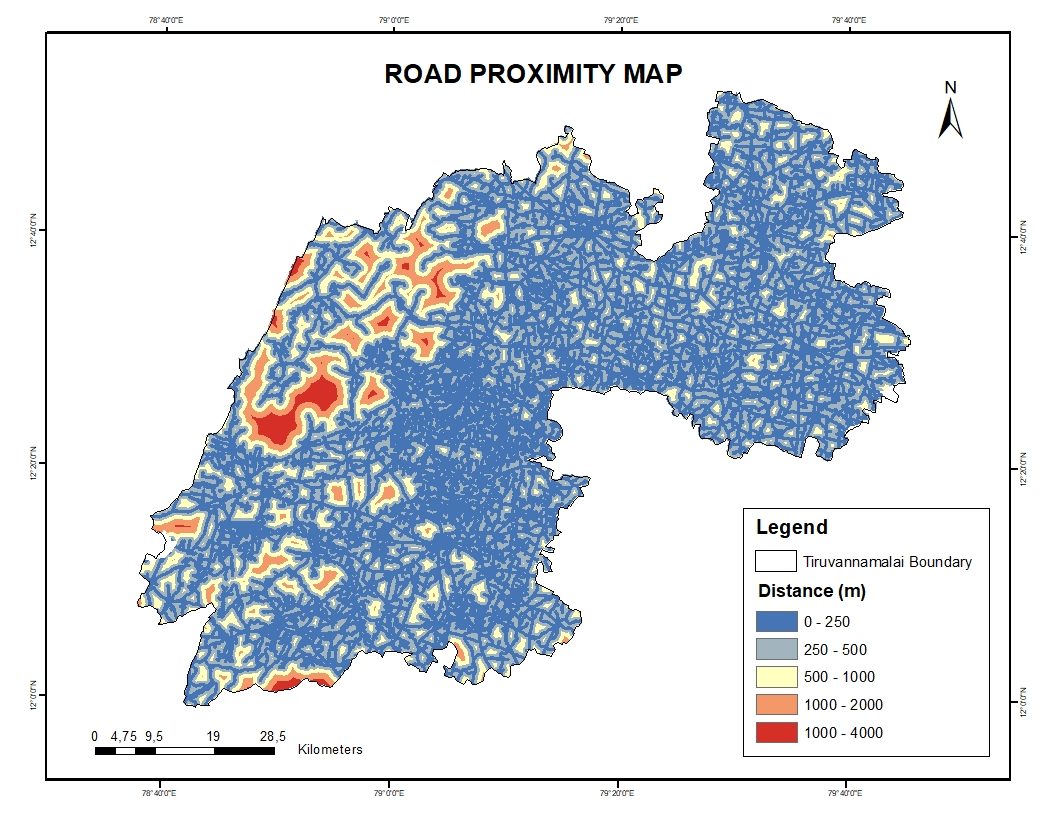 78°40'0"E 79°0'0"E 79°20'0"E 79°40'0"E
ROAD PROXIMITY MAP
N
12°40'0"N 12°40'0"N
12°20'0"N 12°20'0"N
12°0'0"N 12°0'0"N
Legend
Tiruvannamalai Boundary
Distance (m)
0 - 250
250 - 500
500 - 1000
1000 - 2000
1000 - 4000
0 4,75 9,5 19 28,5
Kilometers
78°40'0"E 79°0'0"E 79°20'0"E 79°40'0"E